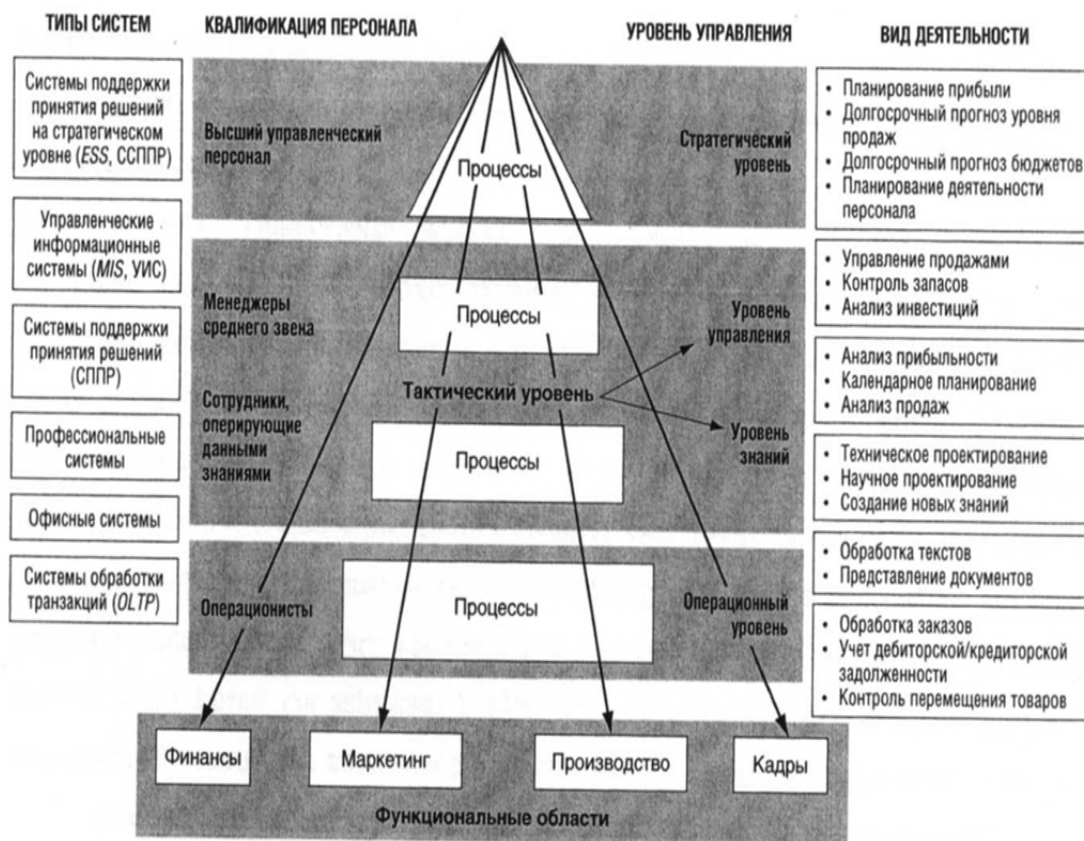 ТИПЫ СИСТЕМ
КВАЛИФИКАЦИЯ ПЕРСОНАЛА
УРОВЕНЬ УПРАВЛЕНИЯ
ВИД ДЕЯТЕЛЬНОСТИ
Системы поддержки
принятия решений
на стратегическом
уровне (ESS, ССППР)
Управленческие
информационные
системы (MIS, УИС)
Системы поддержки
принятия решений
(СППР)
Профессиональные
системы
Офисные системы
Системы обработки
транзакций (OLTP)
Высший управленческий
персонал
Процессы
Стратегический
уровень
Менеджеры
среднего звена
Процессы
Уровень
управления
Тактический уровень
Сотрудники,
оперирующие
данными
знаниями
Процессы
Уровень
знаний
Операционисты
Процессы
Операционный
уровень
• Планирование прибыли
• Долгосрочный прогноз уровня
продаж
• Долгосрочный прогноз бюджетов
• Планирование деятельности
персонала
• Управление продажами
• Контроль запасов
• Анализ инвестиций
• Анализ прибыльности
• Календарное планирование
• Анализ продаж
• Техническое проектирование
• Научное проектирование
• Создание новых знаний
• Обработка текстов
• Представление документов
• Обработка заказов
• Учет дебиторской/кредиторской
задолженности
• Контроль перемещения товаров
Финансы
Маркетинг
Производство
Кадры
Функциональные области